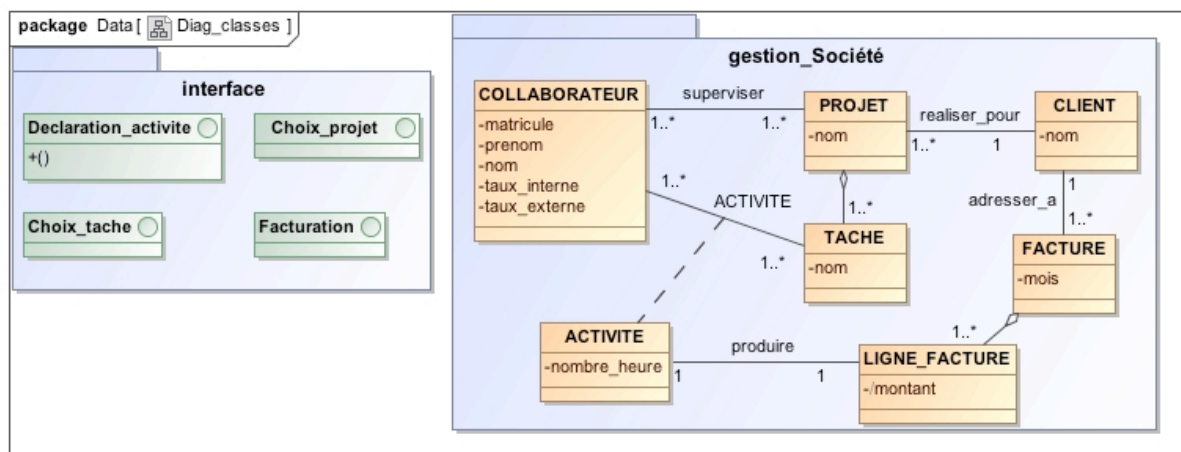 package Data [ Diag_classes ]
interface
Declaration_activite
+()
Choix_projet
Choix_tache
Facturation
gestion_Société
COLLABORATEUR
-matricule
-prenom
-nom
-taux_interne
-taux_externe
superviser
1..*
1..*
PROJET
-nom
realiser_pour
1..*
1
CLIENT
-nom
1..*
ACTIVITE
1..*
1..*
TACHE
-nom
1
adresser_a
1..*
FACTURE
-mois
ACTIVITE
-nombre_heure
produire
1
1
1..*
LIGNE_FACTURE
-/montant